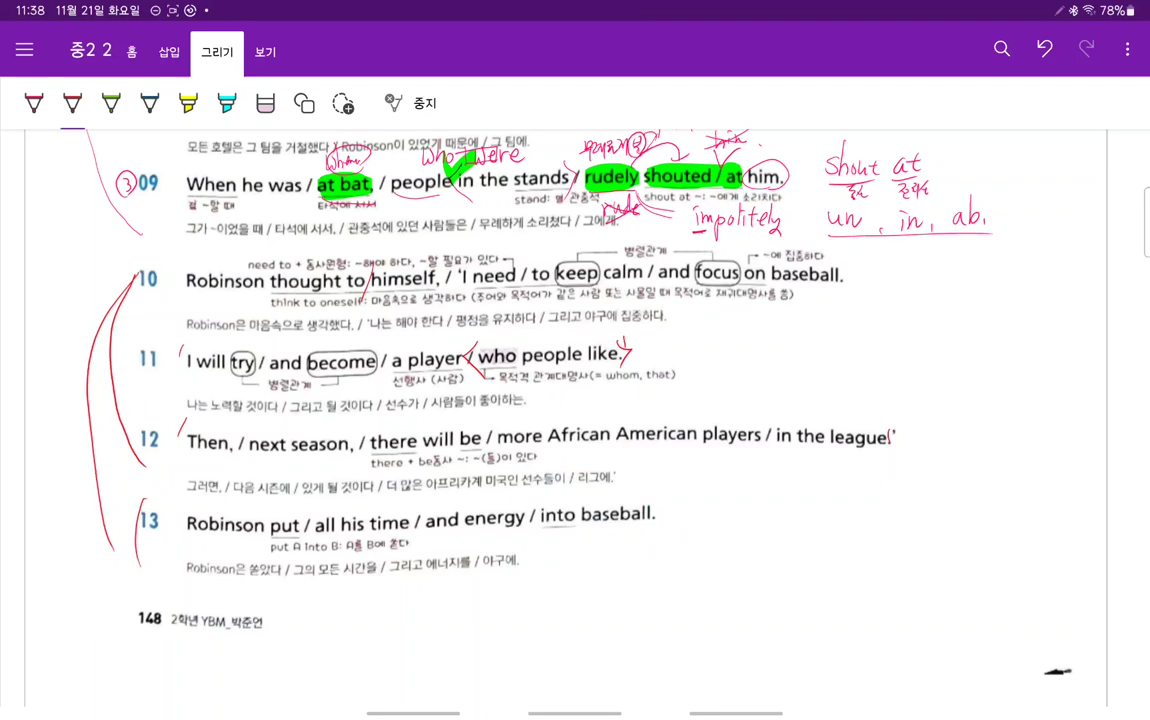 11:38 11월 21일 화요일 78%
중2 2 홈 삽입 그리기 보기
중지
모든 호텔은 그 팀을 거절했다 / Robinson이 있었기 때문에 / 그 팀에.
who were
shout at
③ 09 When he was / at bat, / people in the stands / rudely shouted / at him.
겉 ~할 때 타석에 서서 stand: 명 관중석 shout at ~: ~에게 소리치다
impolitely un, in, ab.
그가 ~이었을 때 / 타석에 서서, / 관중석에 있던 사람들은 / 무례하게 소리쳤다 / 그에게.
병렬관계
need to + 동사원형: ~해야 하다, ~할 필요가 있다 ~에 집중하다
10 Robinson thought to himself, / 'I need / to keep calm / and focus on baseball.
think to oneself: 마음속으로 생각하다 (주어와 목적어가 같은 사람 또는 사물일 때 목적어로 재귀대명사를 씀)
Robinson은 마음속으로 생각했다, / '나는 해야 한다 / 평정을 유지하다 / 그리고 야구에 집중하다.
11 I will try / and become / a player / who people like.
병렬관계 선행사 (사람) 목적격 관계대명사(= whom, that)
나는 노력할 것이다 / 그리고 될 것이다 / 선수가 / 사람들이 좋아하는.
12 Then, / next season, / there will be / more African American players / in the league.'
there + be동사 ~: ~(들)이 있다
그러면, / 다음 시즌에 / 있게 될 것이다 / 더 많은 아프리카계 미국인 선수들이 / 리그에.'
13 Robinson put / all his time / and energy / into baseball.
put A into B: A를 B에 쏟다
Robinson은 쏟았다 / 그의 모든 시간을 / 그리고 에너지를 / 야구에.
148 2학년 YBM_박준언